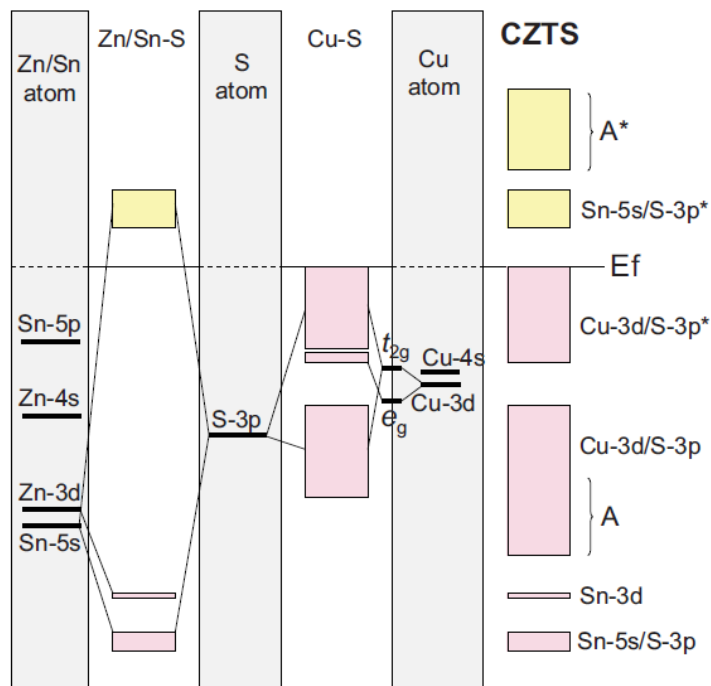 Zn/Sn
atom
Zn/Sn-S
S
atom
Cu-S
Cu
atom
CZTS
A*
Sn-5s/S-3p*
Ef
Sn-5p
Zn-4s
Zn-3d
Sn-5s
S-3p
t2g
eg
Cu-4s
Cu-3d
Cu-3d/S-3p*
Cu-3d/S-3p
A
Sn-3d
Sn-5s/S-3p